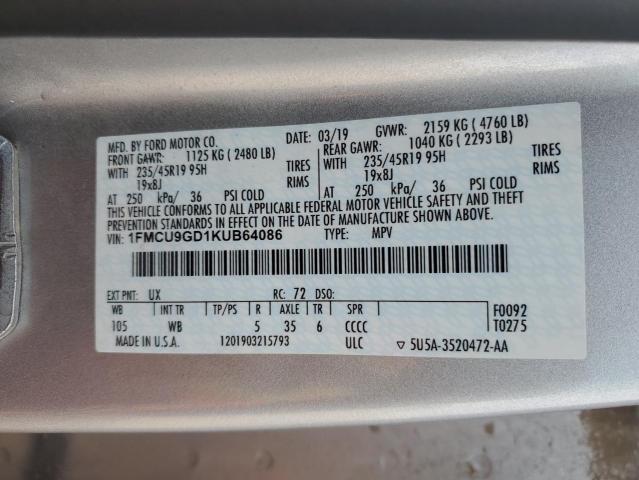 MFD. BY FORD MOTOR CO. DATE: 03/19 GVWR: 2159 KG ( 4760 LB)
FRONT GAWR: 1125 KG ( 2480 LB) REAR GAWR: 1040 KG ( 2293 LB)
WITH 235/45R19 95H TIRES WITH 235/45R19 95H TIRES
19x8J RIMS 19x8J RIMS
AT 250 kPa/ 36 PSI COLD AT 250 kPa/ 36 PSI COLD
THIS VEHICLE CONFORMS TO ALL APPLICABLE FEDERAL MOTOR VEHICLE SAFETY AND THEFT
PREVENTION STANDARDS IN EFFECT ON THE DATE OF MANUFACTURE SHOWN ABOVE.
VIN: 1FMCU9GD1KUB64086 TYPE: MPV
EXT PNT: UX RC: 72 DSO: F0092
WB INT TR TP/PS R AXLE TR SPR T0275
105 WB 5 35 6 CCCC
MADE IN U.S.A. 1201903215793 ULC ▽ 5U5A-3520472-AA